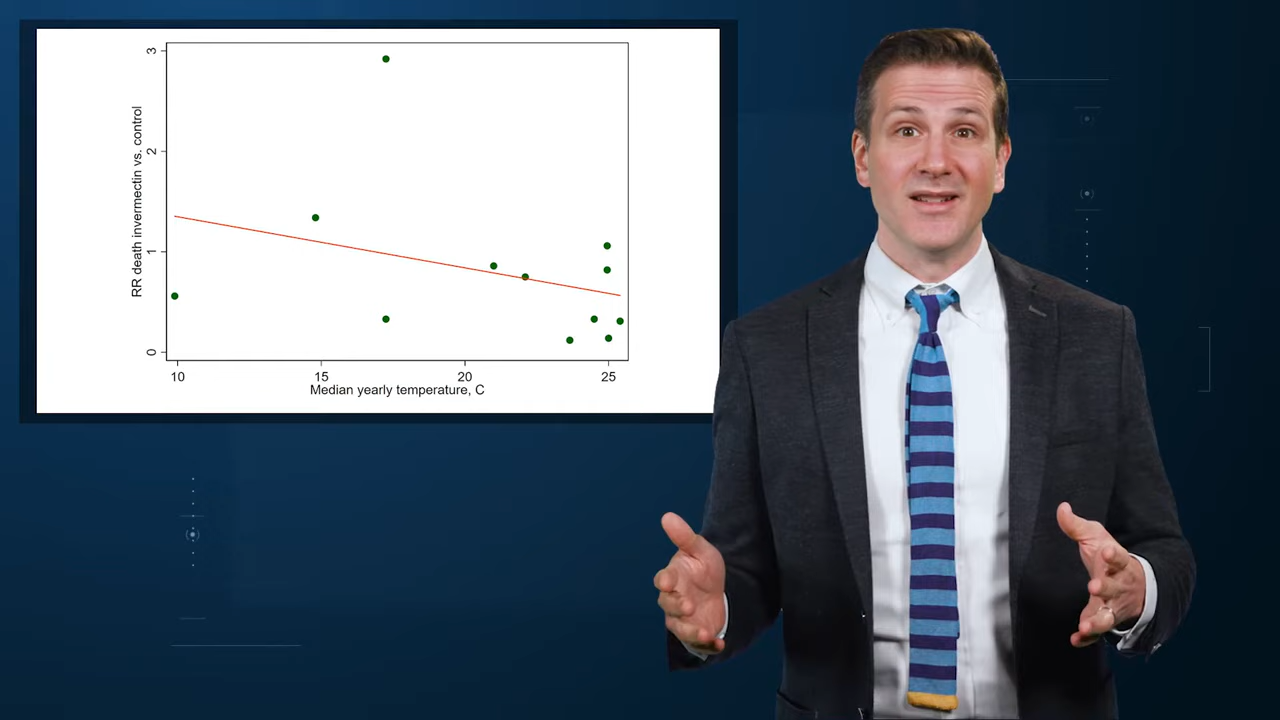 3
2
1
0
RR death invermectin vs. control
10 15 20 25
Median yearly temperature, C